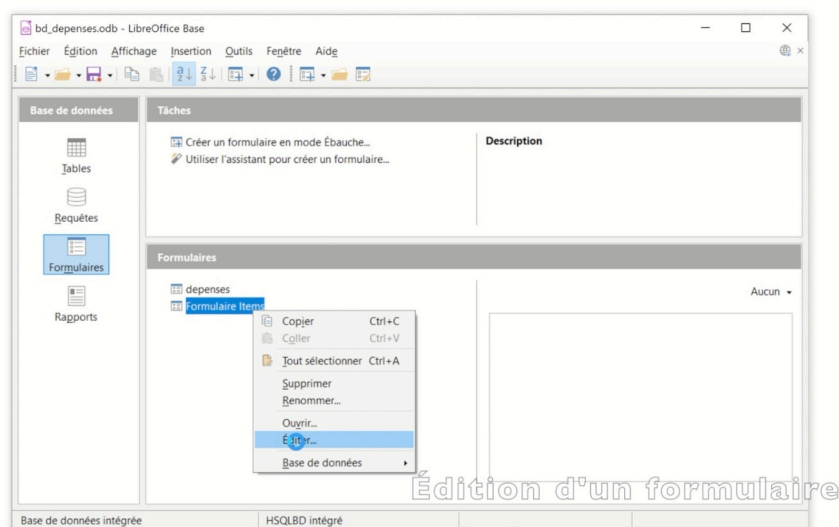 bd_depenses.odb - LibreOffice Base
Fichier Édition Affichage Insertion Outils Fenêtre Aide
Base de données
Tâches
Tables
Requêtes
Formulaires
Rapports
Créer un formulaire en mode Ébauche...
Utiliser l'assistant pour créer un formulaire...
Description
Formulaires
depenses
Formulaire Items
Aucun
Copier Ctrl+C
Coller Ctrl+V
Tout sélectionner Ctrl+A
Supprimer
Renommer...
Ouvrir...
Éditer...
Base de données
Édition d'un formulaire
Base de données intégrée HSQLBD intégré